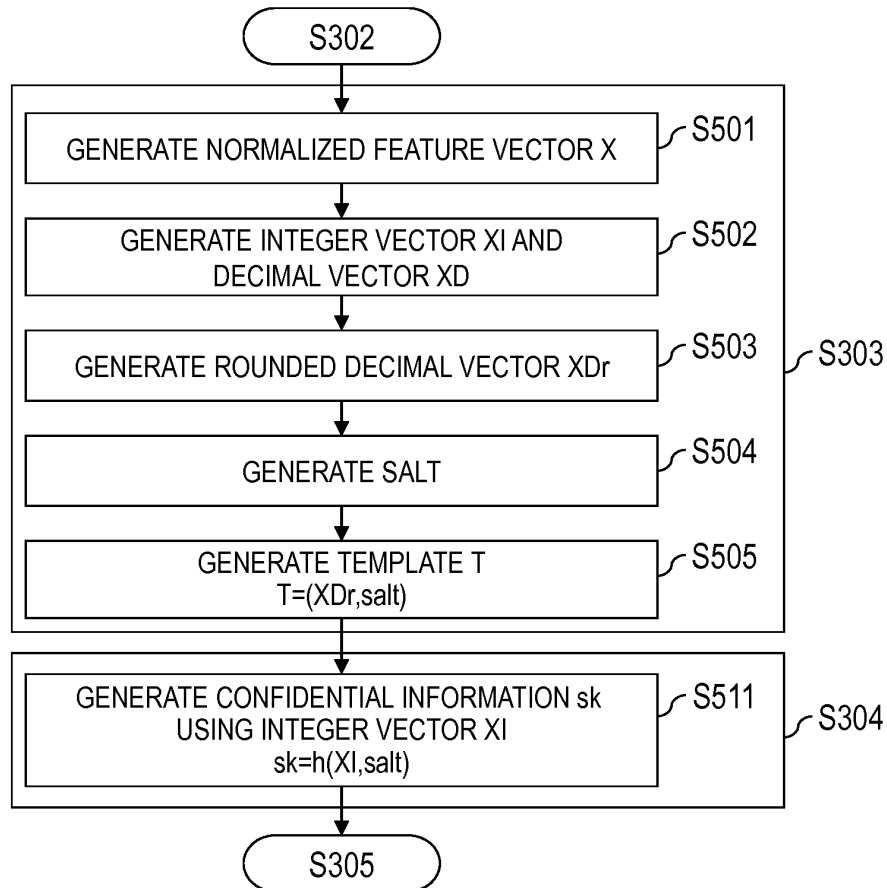 S302
GENERATE NORMALIZED FEATURE VECTOR X
S501
GENERATE INTEGER VECTOR XI AND
DECIMAL VECTOR XD
S502
GENERATE ROUNDED DECIMAL VECTOR XDr
S503
S303
GENERATE SALT
S504
GENERATE TEMPLATE T
T=(XDr,salt)
S505
GENERATE CONFIDENTIAL INFORMATION sk
USING INTEGER VECTOR XI
sk=h(XI,salt)
S511
S304
S305